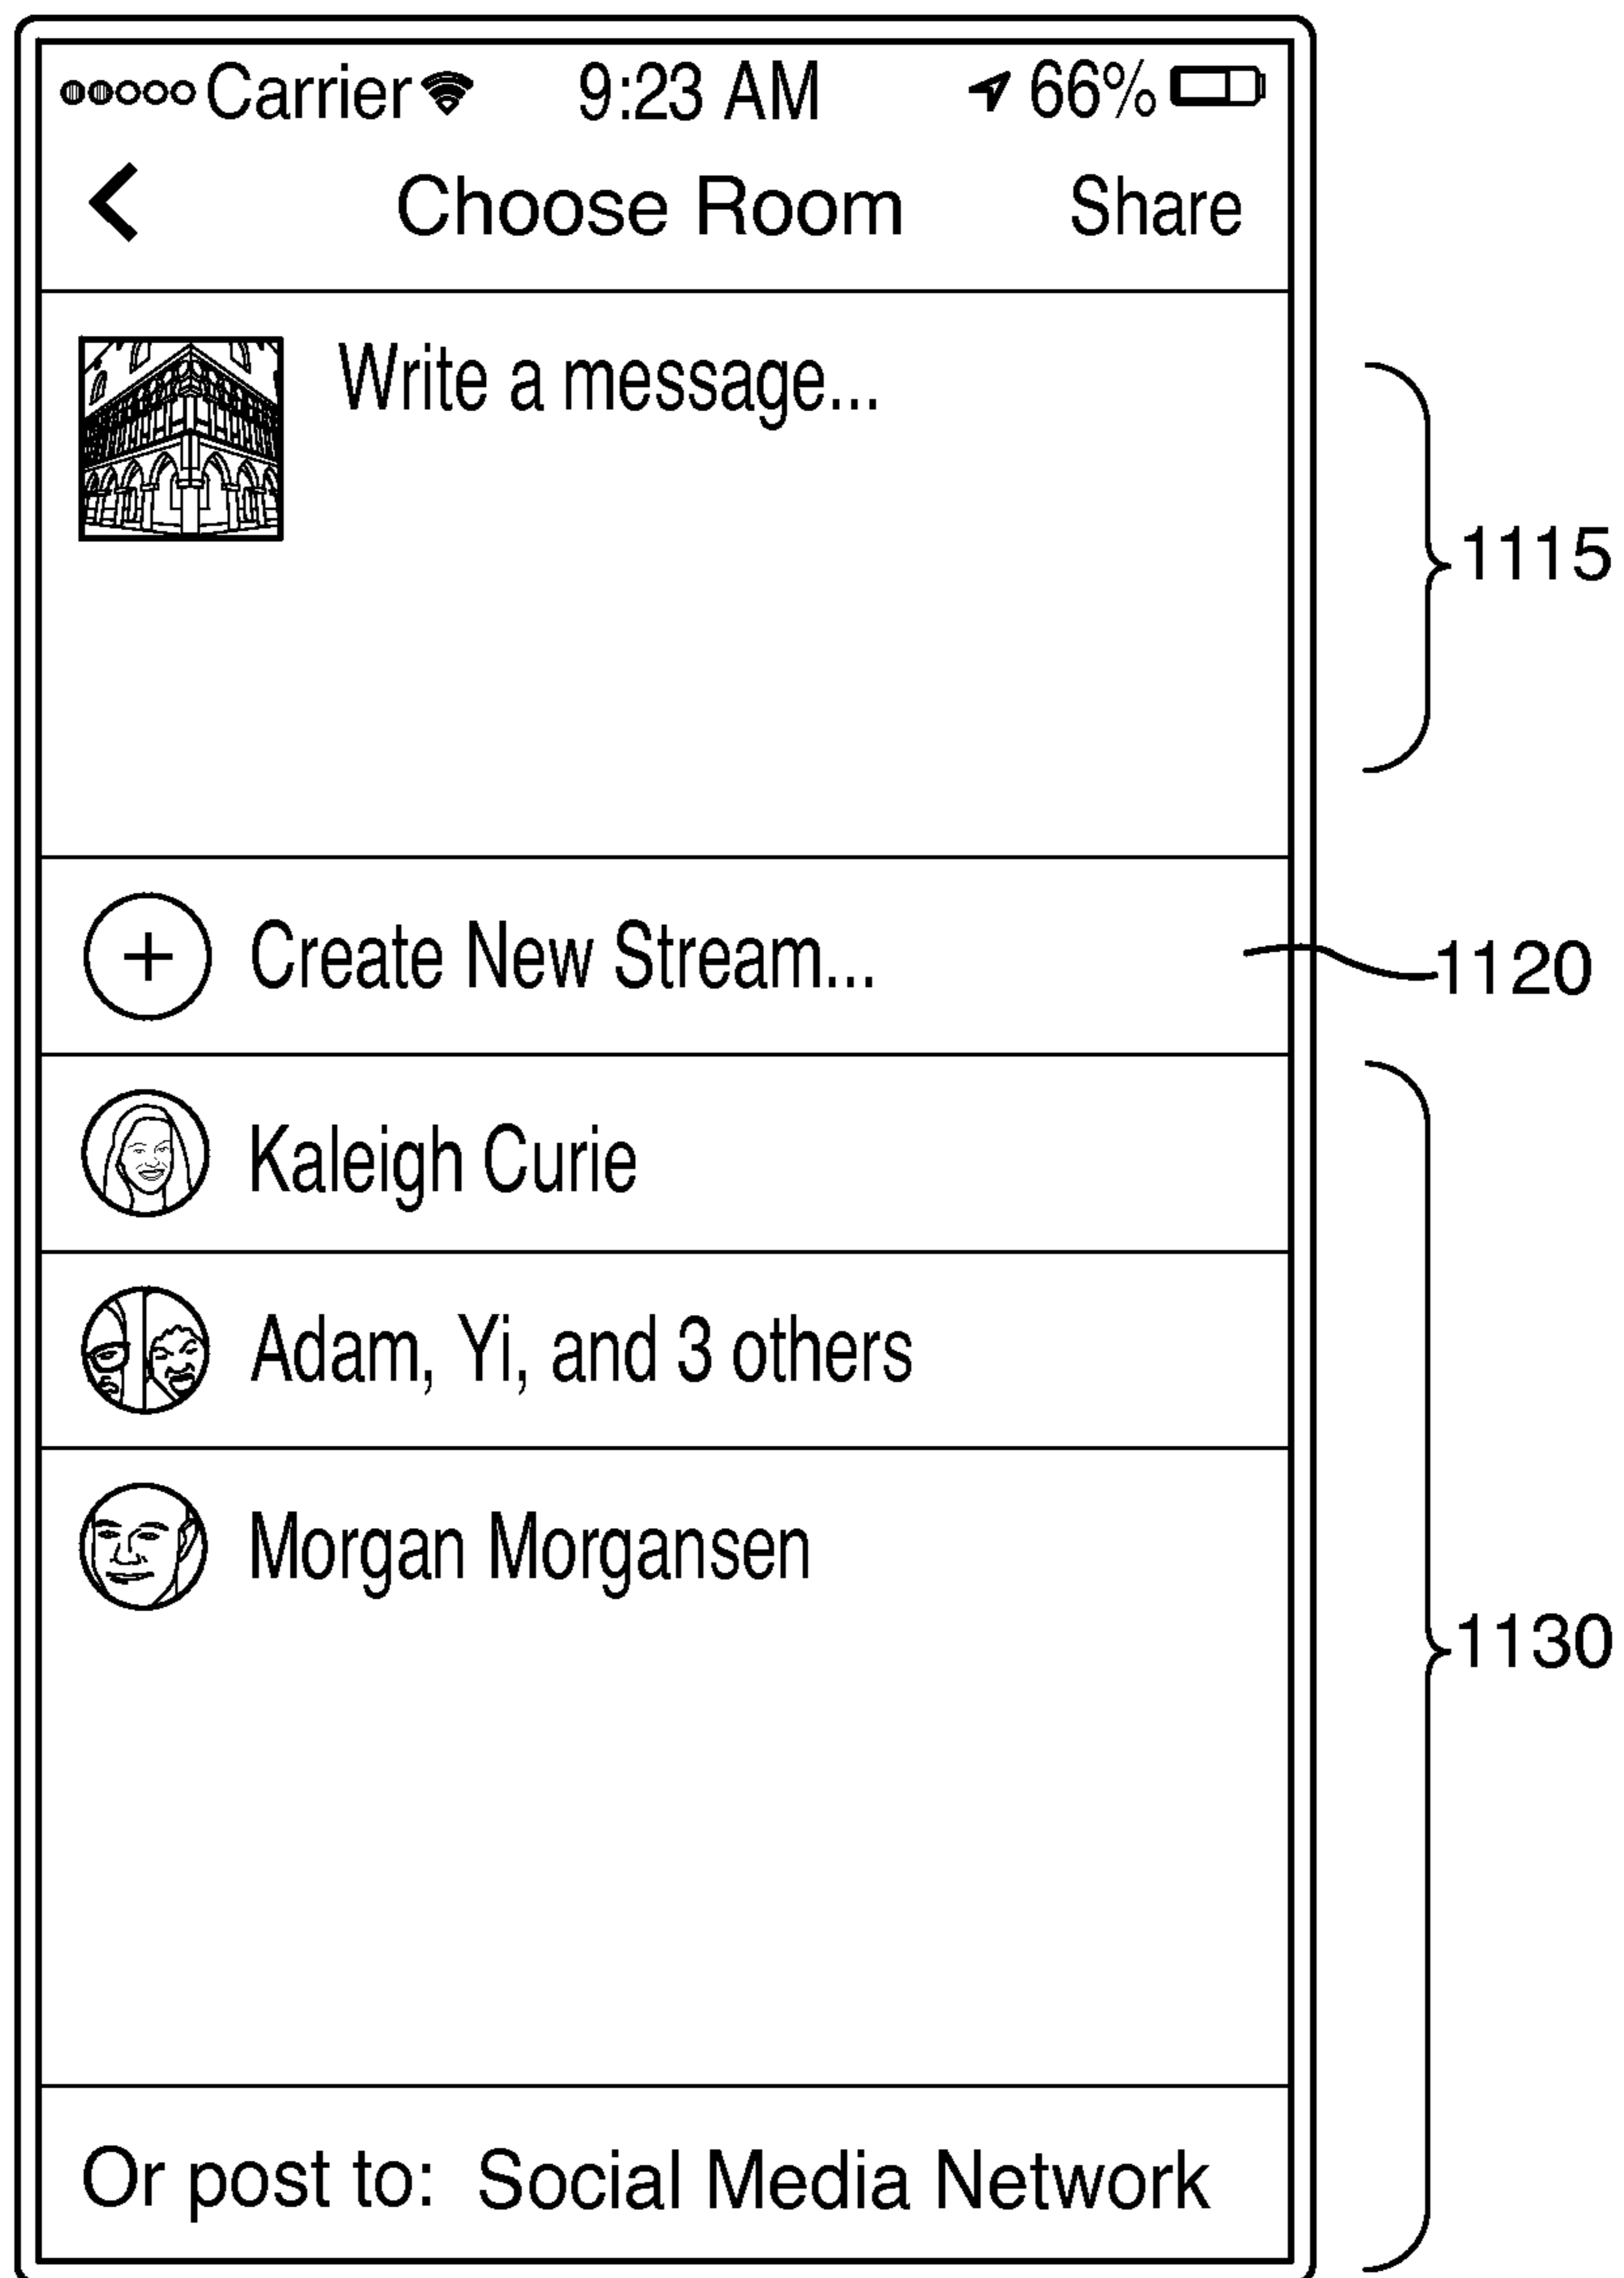 Carrier 9:23 AM 66%
Choose Room Share
Write a message...
1115
Create New Stream...
1120
Kaleigh Curie
Adam, Yi, and 3 others
Morgan Morgansen
1130
Or post to: Social Media Network